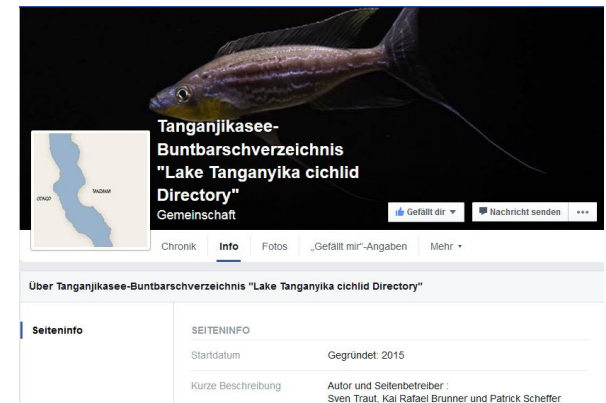 Tanganjikasee-
Buntbarschverzeichnis
"Lake Tanganyika cichlid
Directory"
Gemeinschaft
Gefällt dir
Nachricht senden
Chronik Info Fotos „Gefällt mir“-Angaben Mehr
Über Tanganjikasee-Buntbarschverzeichnis "Lake Tanganyika cichlid Directory"
Seiteninfo
SEITENINFO
Startdatum Gegründet: 2015
Kurze Beschreibung Autor und Seitenbetreiber :
Sven Traut, Kai Rafael Brunner und Patrick Scheffer